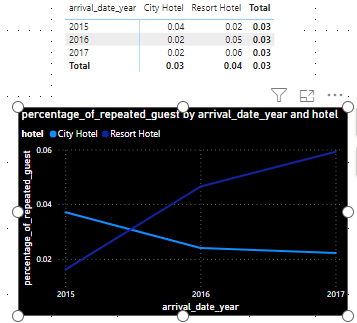 arrival_date_year City Hotel Resort Hotel Total
2015 0.04 0.02 0.03
2016 0.02 0.05 0.03
2017 0.02 0.06 0.03
Total 0.03 0.04 0.03
percentage_of_repeated_guest by arrival_date_year and hotel
hotel City Hotel Resort Hotel
percentage_of_repeated_guest
0.06
0.04
0.02
2015 2016 2017
arrival_date_year